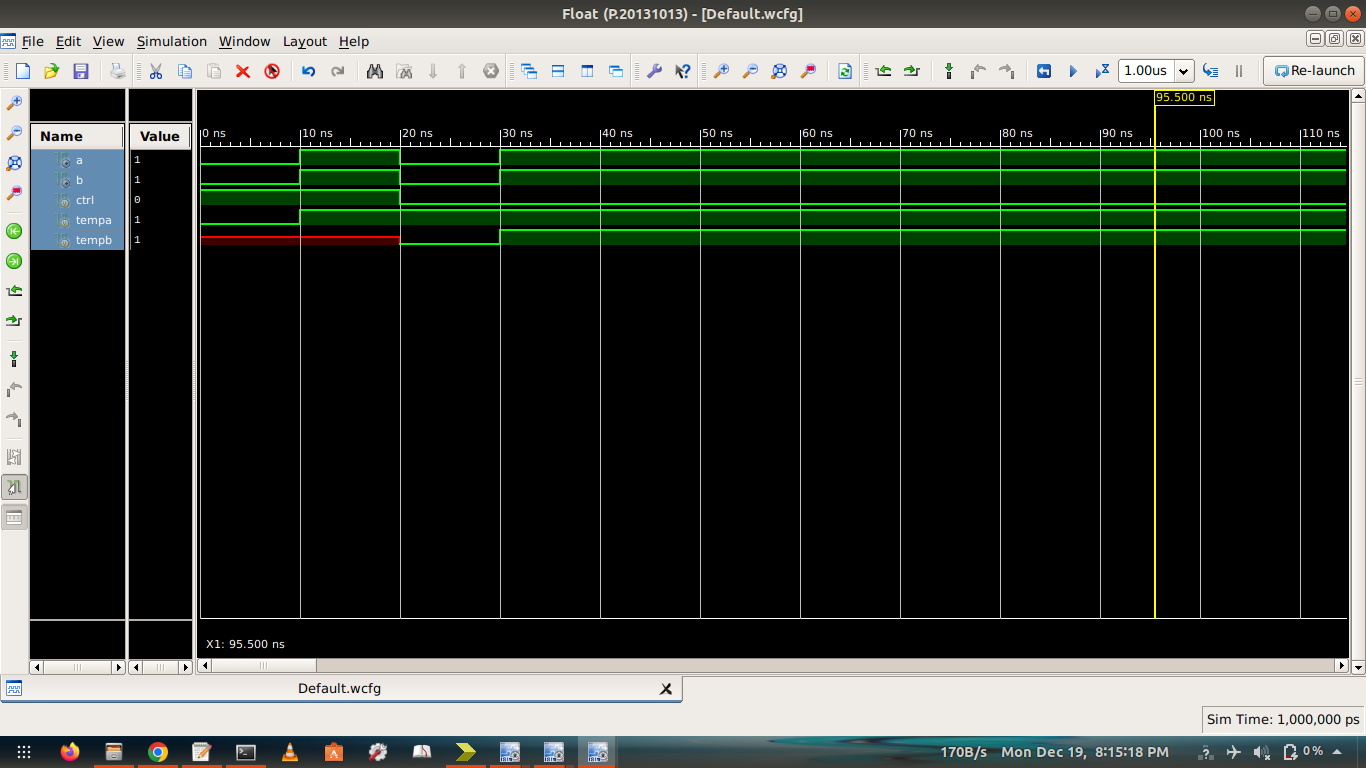 Float (P.20131013) - [Default.wcfg]
File Edit View Simulation Window Layout Help
1.00us Re-launch
95.500 ns
Name Value
0 ns 10 ns 20 ns 30 ns 40 ns 50 ns 60 ns 70 ns 80 ns 90 ns 100 ns 110 ns
a 1
b 1
ctrl 0
tempa 1
tempb 1
X1: 95.500 ns
Default.wcfg
Sim Time: 1,000,000 ps
170B/s Mon Dec 19, 8:15:18 PM 0 %